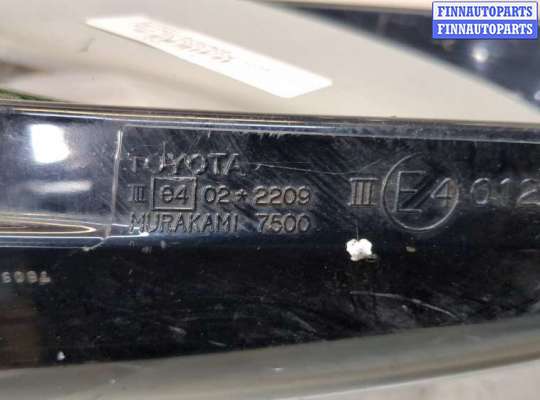 FINNAUTOPARTS
FINNAUTOPARTS
TOYOTA
III 94 02*2209
MURAKAMI 7500
III E4 012